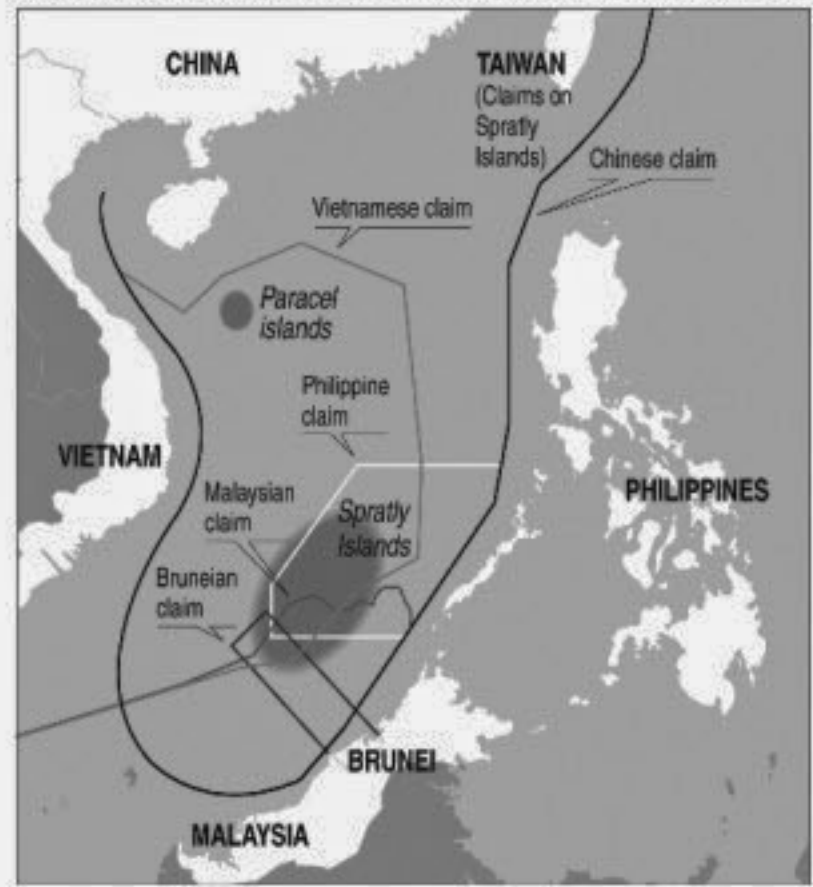 CHINA
TAIWAN
(Claims on
Spratly
Islands)
Chinese claim
Vietnamese claim
Paracel
islands
Philippine
claim
VIETNAM
Malaysian
claim
Spratly
Islands
PHILIPPINES
Bruneian
claim
BRUNEI
MALAYSIA